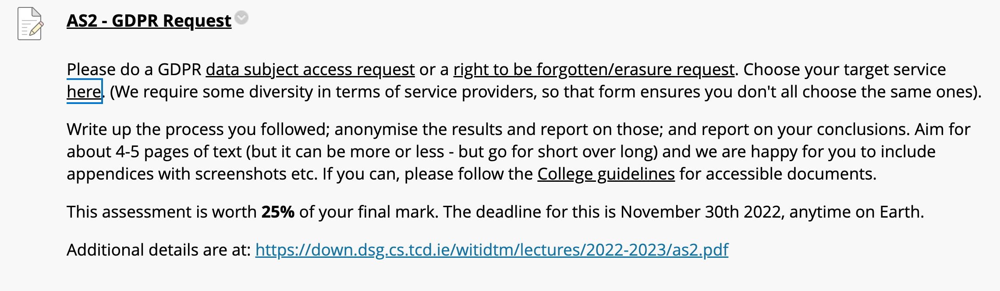 AS2 - GDPR Request
Please do a GDPR data subject access request or a right to be forgotten/erasure request. Choose your target service
here. (We require some diversity in terms of service providers, so that form ensures you don't all choose the same ones).
Write up the process you followed; anonymise the results and report on those; and report on your conclusions. Aim for
about 4-5 pages of text (but it can be more or less - but go for short over long) and we are happy for you to include
appendices with screenshots etc. If you can, please follow the College guidelines for accessible documents.
This assessment is worth 25% of your final mark. The deadline for this is November 30th 2022, anytime on Earth.
Additional details are at: https://down.dsg.cs.tcd.ie/witidtm/lectures/2022-2023/as2.pdf